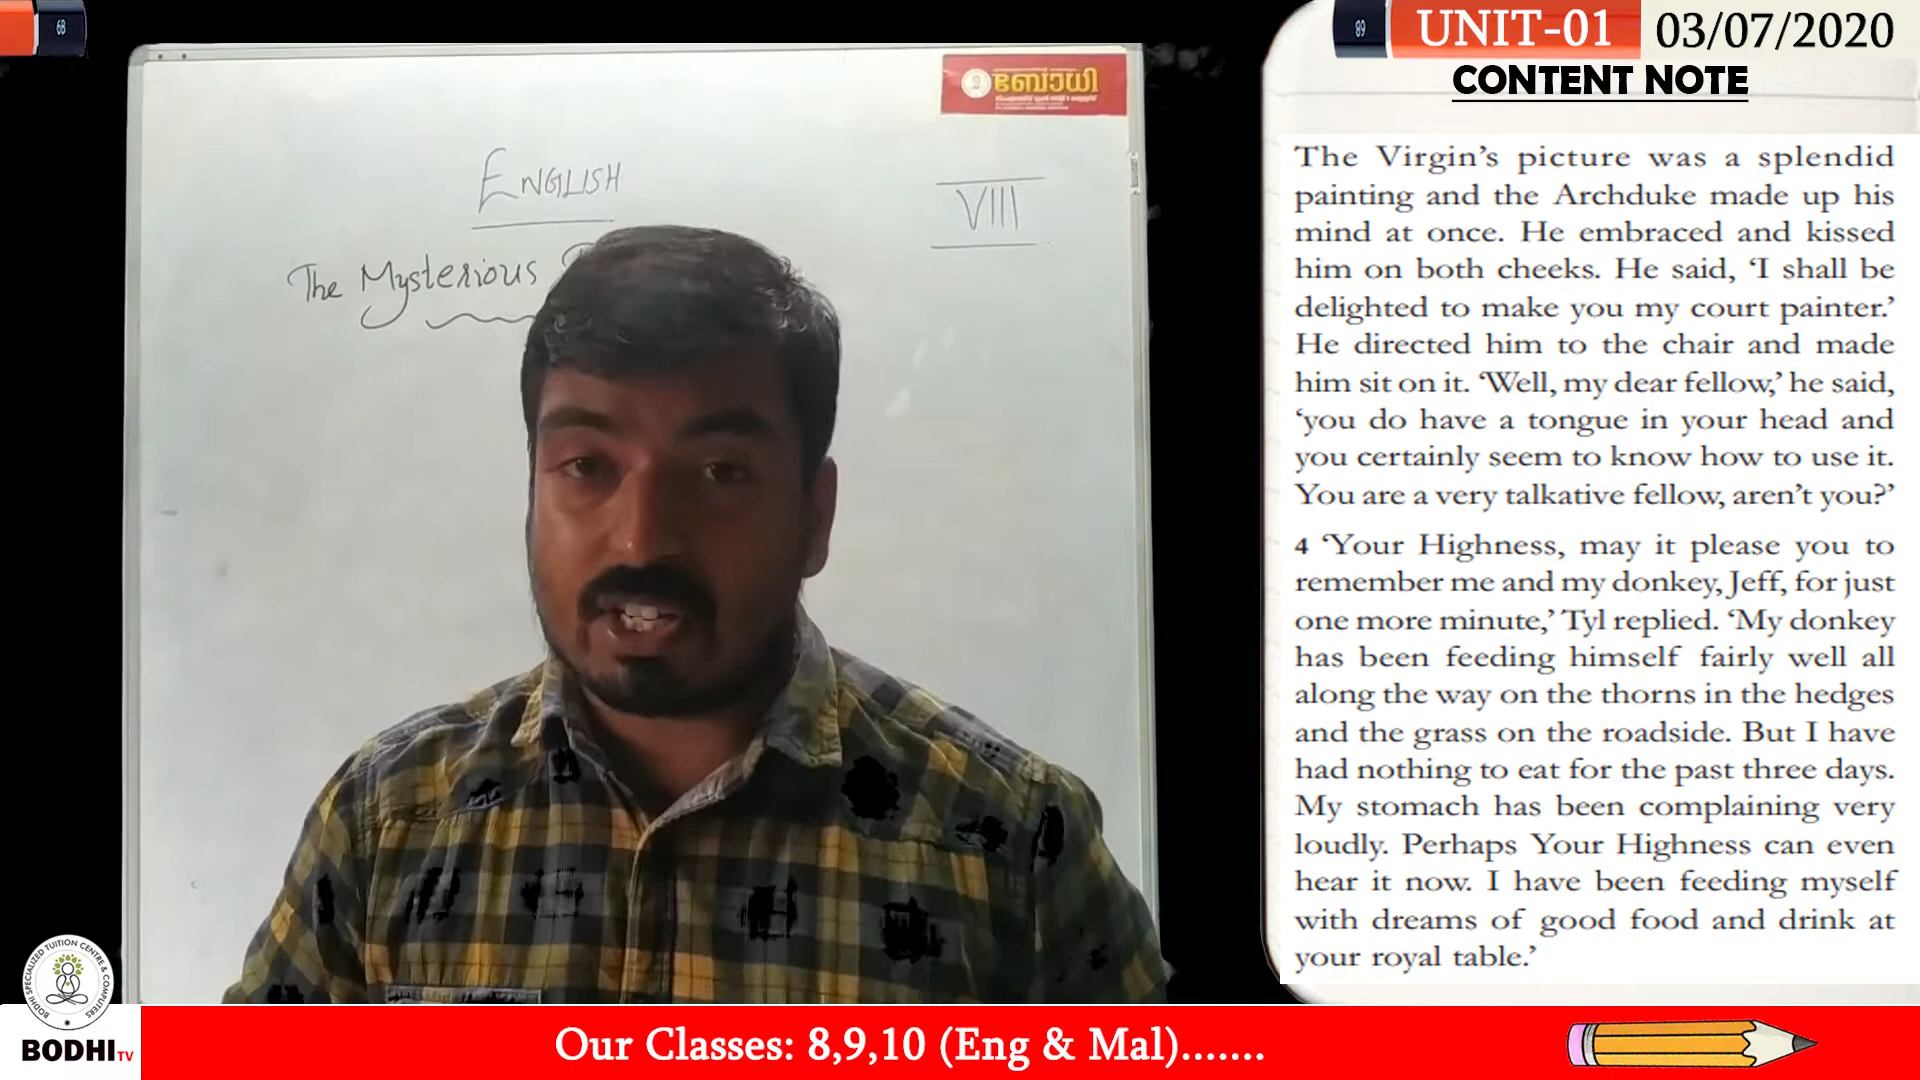 68
ബോധി
ENGLISH
VIII
The Mysterious
89
UNIT-01
03/07/2020
CONTENT NOTE
The Virgin’s picture was a splendid
painting and the Archduke made up his
mind at once. He embraced and kissed
him on both cheeks. He said, ‘I shall be
delighted to make you my court painter.’
He directed him to the chair and made
him sit on it. ‘Well, my dear fellow,’ he said,
‘you do have a tongue in your head and
you certainly seem to know how to use it.
You are a very talkative fellow, aren’t you?’
4 ‘Your Highness, may it please you to
remember me and my donkey, Jeff, for just
one more minute,’ Tyl replied. ‘My donkey
has been feeding himself fairly well all
along the way on the thorns in the hedges
and the grass on the roadside. But I have
had nothing to eat for the past three days.
My stomach has been complaining very
loudly. Perhaps Your Highness can even
hear it now. I have been feeding myself
with dreams of good food and drink at
your royal table.’
BODHI SPECIALIZED TUITION CENTRE & COMPUTERS
BODHI TV
Our Classes: 8,9,10 (Eng & Mal).......